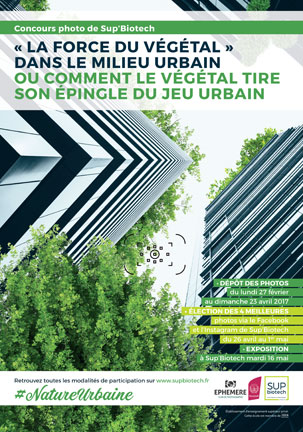 Concours photo de Sup'Biotech
« LA FORCE DU VÉGÉTAL »
DANS LE MILIEU URBAIN
OU COMMENT LE VÉGÉTAL TIRE
SON ÉPINGLE DU JEU URBAIN
• DÉPÔT DES PHOTOS
du lundi 27 février
au dimanche 23 avril 2017
• ÉLECTION DES 4 MEILLEURES
photos via le Facebook
et l'Instagram de Sup'Biotech
du 26 avril au 1er mai
• EXPOSITION
à Sup'Biotech mardi 16 mai
Retrouvez toutes les modalités de participation sur www.supbiotech.fr
#NatureUrbaine
EPHEMERE
SUP
BIOTECH